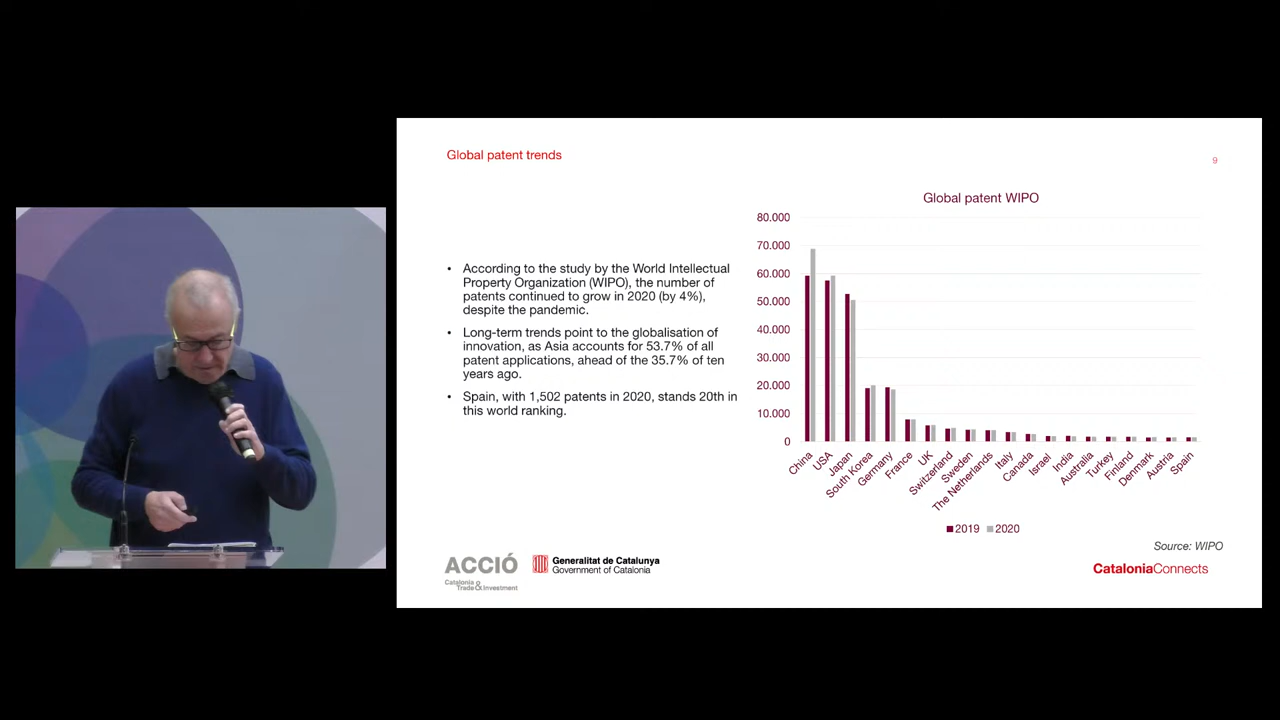 Global patent trends
9
• According to the study by the World Intellectual
Property Organization (WIPO), the number of
patents continued to grow in 2020 (by 4%),
despite the pandemic.
• Long-term trends point to the globalisation of
innovation, as Asia accounts for 53.7% of all
patent applications, ahead of the 35.7% of ten
years ago.
• Spain, with 1,502 patents in 2020, stands 20th in
this world ranking.
Global patent WIPO
80.000
70.000
60.000
50.000
40.000
30.000
20.000
10.000
0
China
USA
Japan
South Korea
Germany
France
UK
Switzerland
Sweden
The Netherlands
Italy
Canada
Israel
India
Australia
Turkey
Finland
Denmark
Austria
Spain
2019 2020
Source: WIPO
ACCIÓ
Catalonia
Trade & Investment
Generalitat de Catalunya
Government of Catalonia
CataloniaConnects